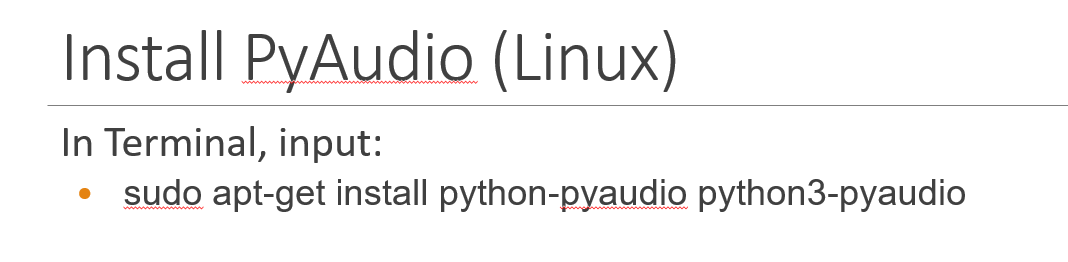 Install PyAudio (Linux)
In Terminal, input:
• sudo apt-get install python-pyaudio python3-pyaudio